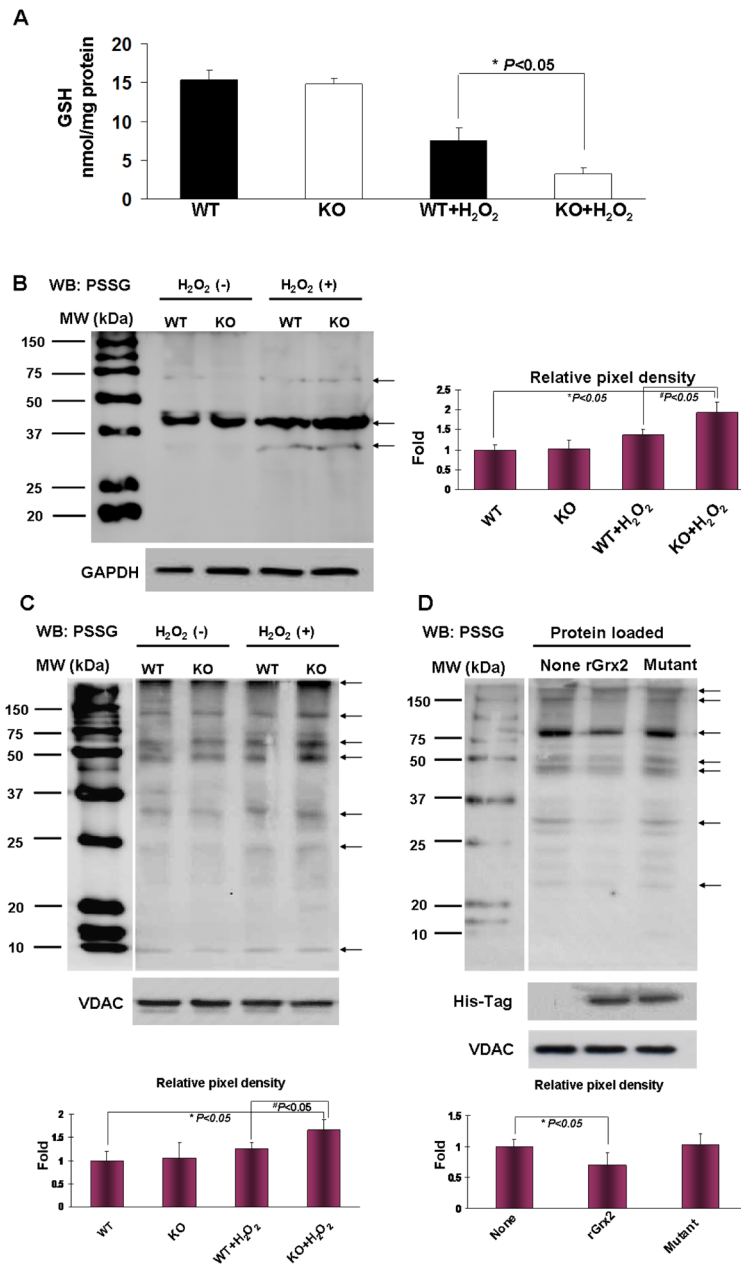 A
GSH
nmol/mg protein
20
15
10
5
0
* P<0.05
WT
KO
WT+H₂O₂
KO+H₂O₂
B
WB: PSSG
H₂O₂ (-)
H₂O₂ (+)
MW (kDa)
WT
KO
WT
KO
150
75
50
37
25
20
GAPDH
Relative pixel density
*P<0.05
#P<0.05
Fold
2.5
2
1.5
1
0.5
0
WT
KO
WT+H₂O₂
KO+H₂O₂
C
WB: PSSG
H₂O₂ (-)
H₂O₂ (+)
MW (kDa)
WT
KO
WT
KO
150
75
50
37
25
20
10
VDAC
Relative pixel density
* P<0.05
#P<0.05
Fold
2
1.5
1
0.5
0
WT
KO
WT+H₂O₂
KO+H₂O₂
D
WB: PSSG
Protein loaded
MW (kDa)
None rGrx2 Mutant
150
75
50
37
25
20
10
His-Tag
VDAC
Relative pixel density
* P<0.05
Fold
1.5
1
0.5
0
None
rGrx2
Mutant